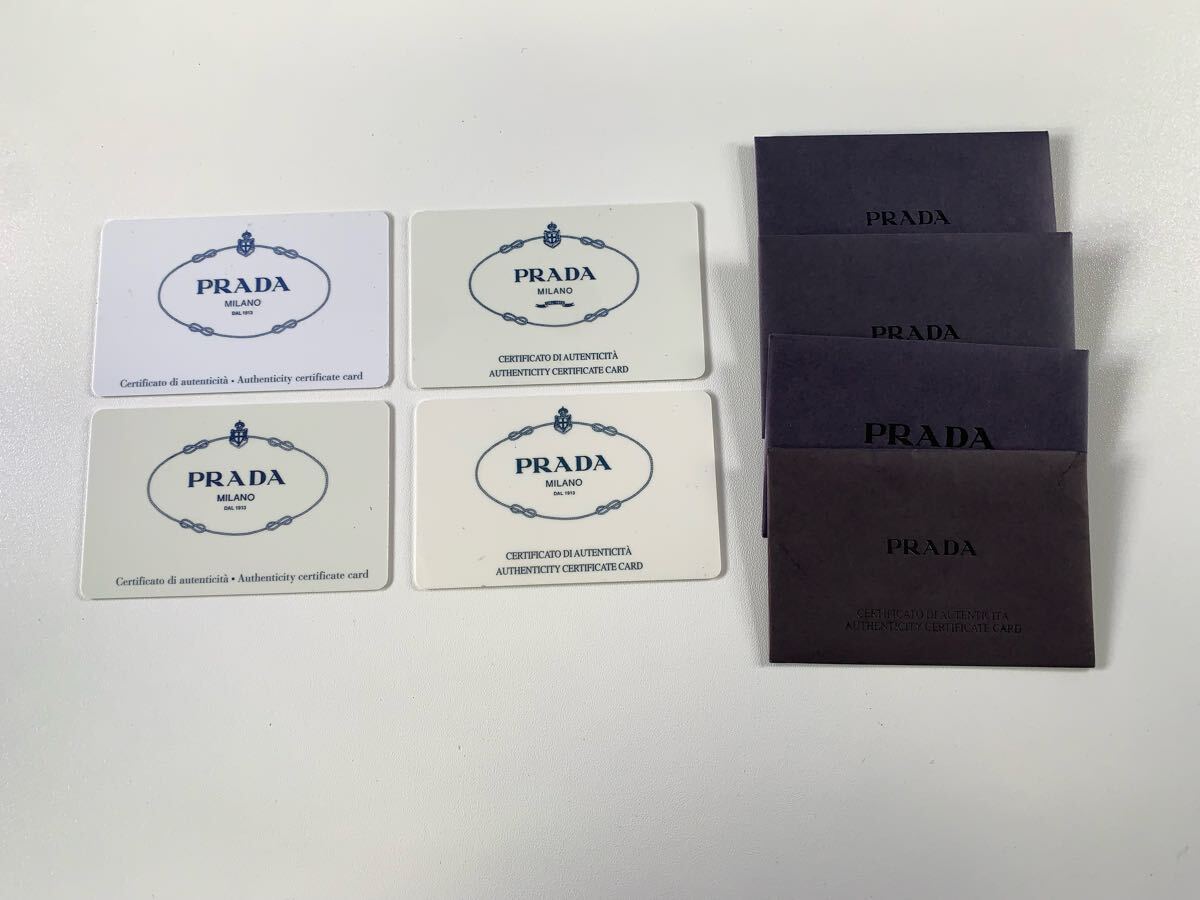 PRADA
MILANO
DAL 1913
Certificato di autenticità • Authenticity certificate card
PRADA
MILANO
DAL 1913
CERTIFICATO DI AUTENTICITÀ
AUTHENTICITY CERTIFICATE CARD
PRADA
MILANO
DAL 1913
Certificato di autenticità • Authenticity certificate card
PRADA
MILANO
DAL 1913
CERTIFICATO DI AUTENTICITÀ
AUTHENTICITY CERTIFICATE CARD
PRADA
PRADA
PRADA
PRADA
CERTIFICATO DI AUTENTICITÀ
AUTHENTICITY CERTIFICATE CARD